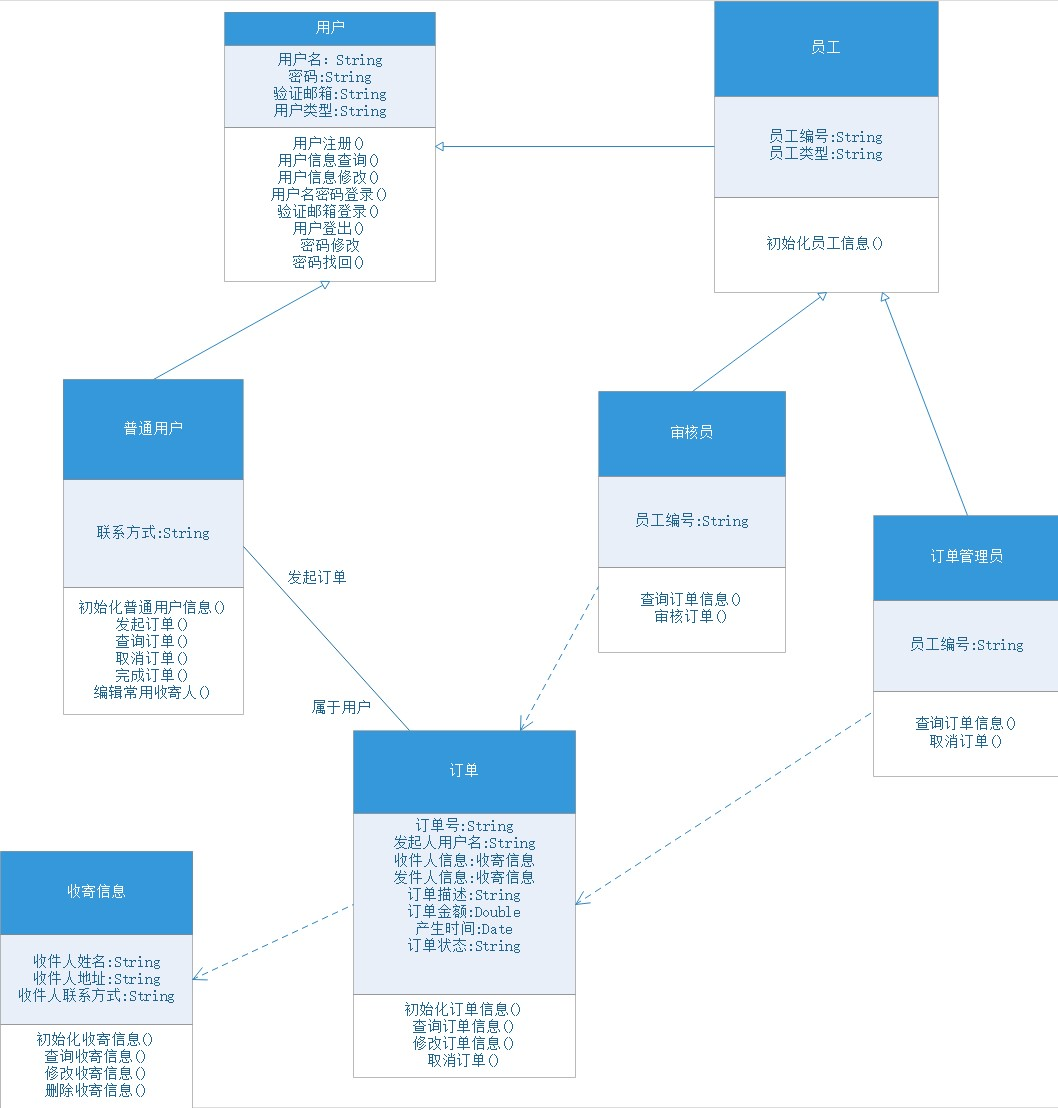 用户
用户名：String
密码:String
验证邮箱:String
用户类型:String
用户注册()
用户信息查询()
用户信息修改()
用户名密码登录()
验证邮箱登录()
用户登出()
密码修改
密码找回()
员工
员工编号:String
员工类型:String
初始化员工信息()
普通用户
联系方式:String
初始化普通用户信息()
发起订单()
查询订单()
取消订单()
完成订单()
编辑常用收寄人()
发起订单
属于用户
审核员
员工编号:String
查询订单信息()
审核订单()
订单管理员
员工编号:String
查询订单信息()
取消订单()
订单
订单号:String
发起人用户名:String
收件人信息:收寄信息
发件人信息:收寄信息
订单描述:String
订单金额:Double
产生时间:Date
订单状态:String
初始化订单信息()
查询订单信息()
修改订单信息()
取消订单()
收寄信息
收件人姓名:String
收件人地址:String
收件人联系方式:String
初始化收寄信息()
查询收寄信息()
修改收寄信息()
删除收寄信息()